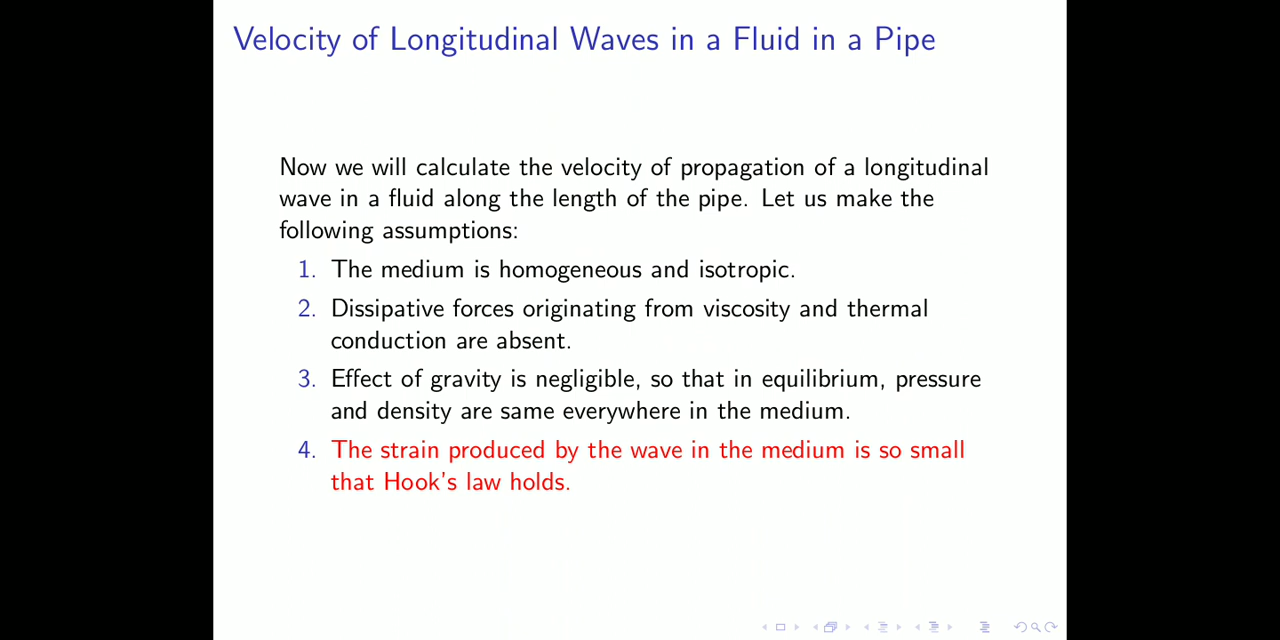 Velocity of Longitudinal Waves in a Fluid in a Pipe
Now we will calculate the velocity of propagation of a longitudinal
wave in a fluid along the length of the pipe. Let us make the
following assumptions:
1. The medium is homogeneous and isotropic.
2. Dissipative forces originating from viscosity and thermal
conduction are absent.
3. Effect of gravity is negligible, so that in equilibrium, pressure
and density are same everywhere in the medium.
4. The strain produced by the wave in the medium is so small
that Hook's law holds.